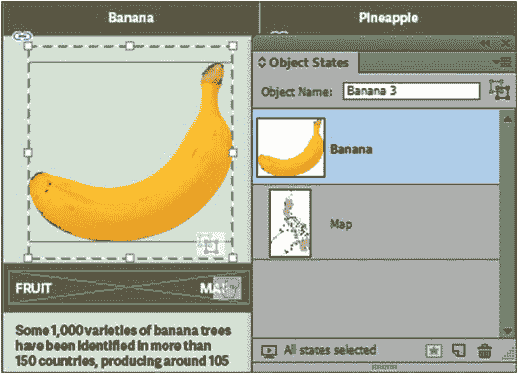 Banana
Pineapple
Object States
Object Name: Banana 3
Banana
Map
FRUIT
Some 1,000 varieties of banana trees
have been identified in more than
150 countries, producing around 105
All states selected